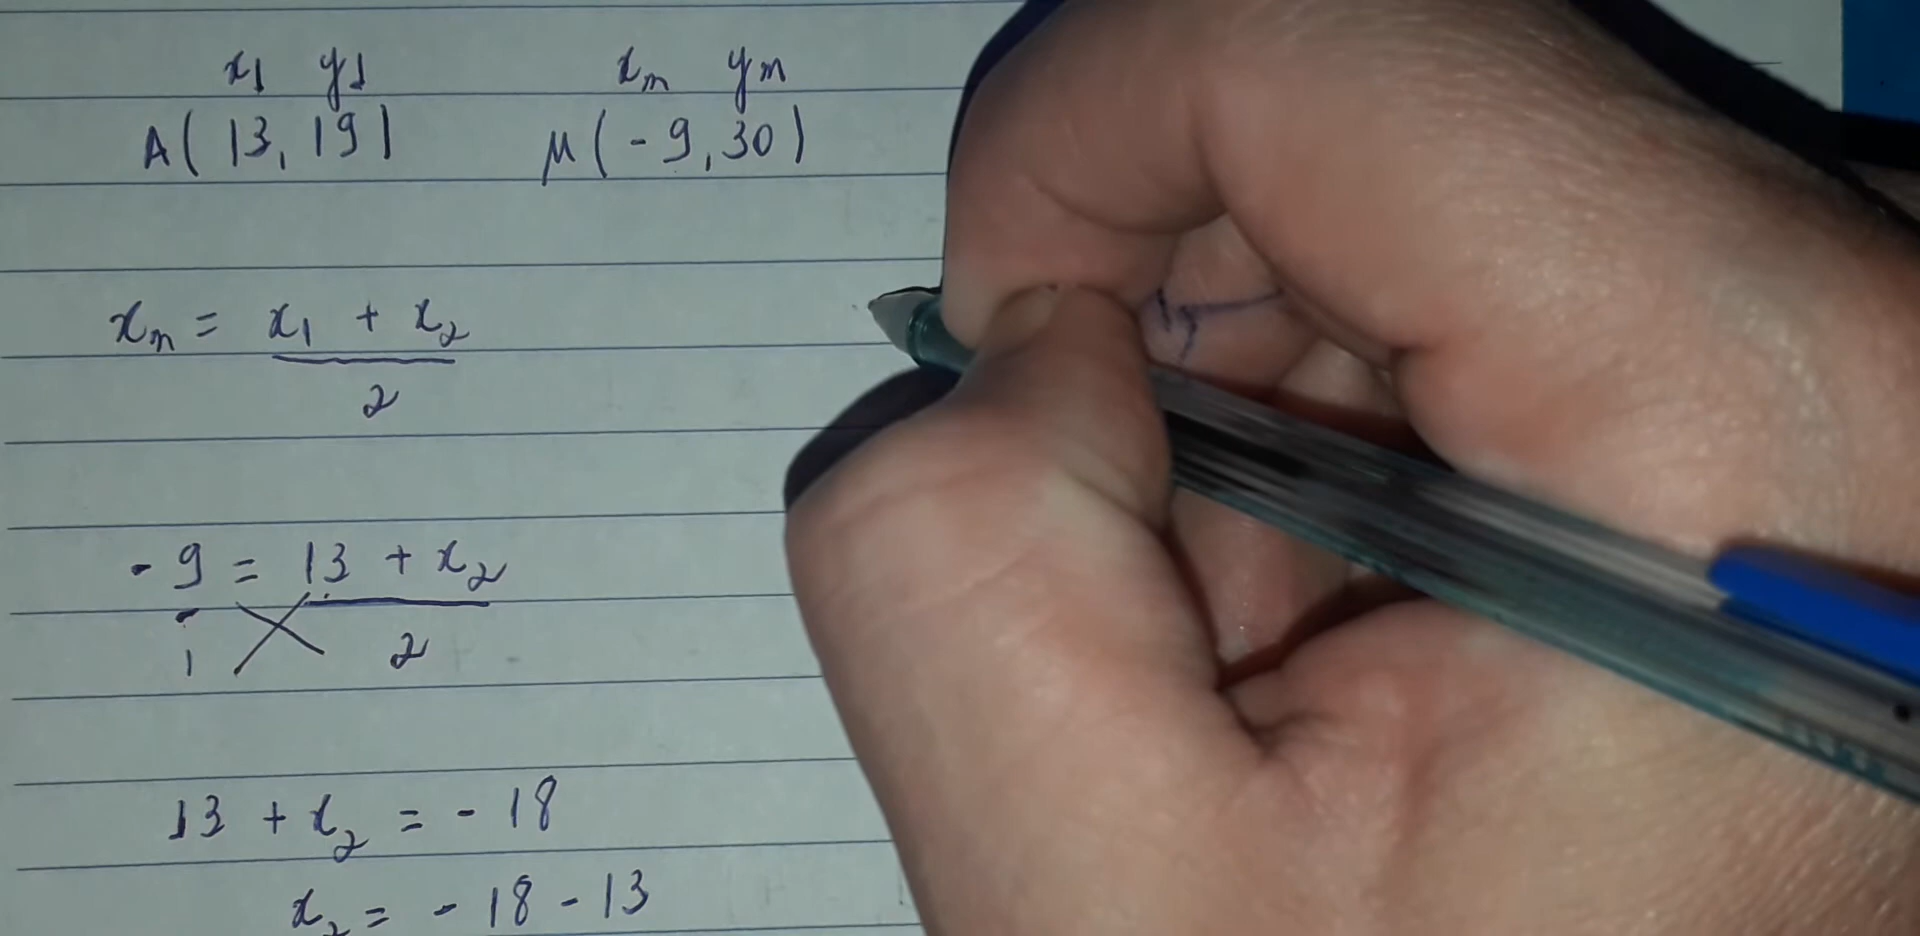 x₁ y₁ xₘ yₘ
A(13, 19) M(-9, 30)
xₘ = x₁ + x₂
2
-9 = 13 + x₂
1 2
13 + x₂ = -18
x₂ = -18 - 13